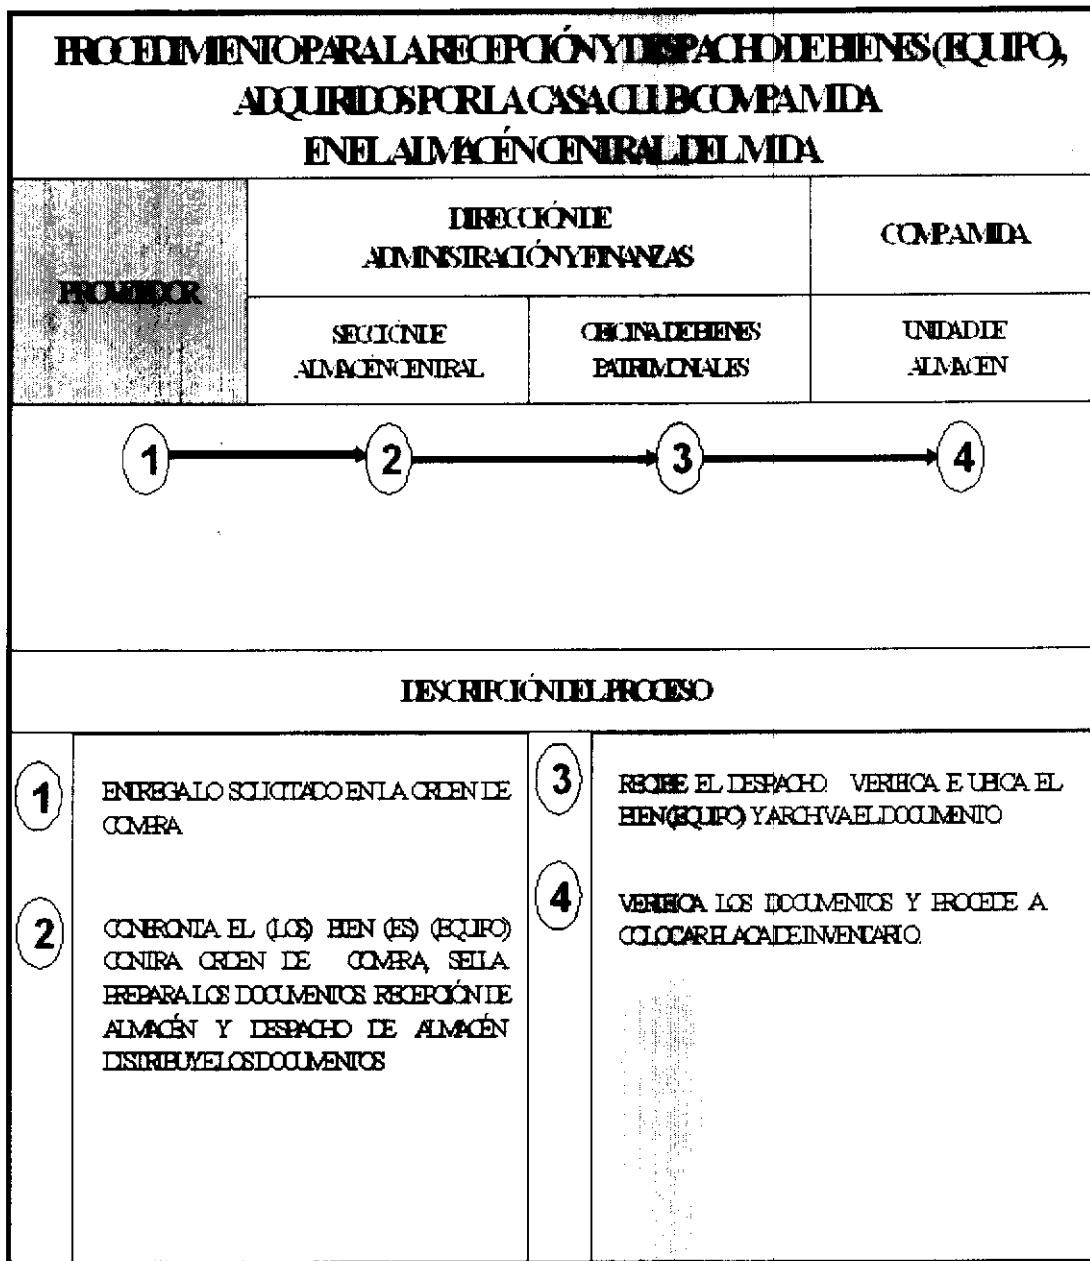 PROCEDIMIENTO PARA LA RECEPCIÓN Y DESPACHO DE BIENES (EQUIPO),
ADQUIRIDOS POR LA CASA CLUB COMPAMIDA
EN EL ALMACÉN CENTRAL DEL MIDA
PROVEEDOR
DIRECCIÓN DE
ADMINISTRACIÓN Y FINANZAS
COMPAMIDA
SECCIÓN DE
ALMACÉN CENTRAL
OFICINA DE BIENES
PATRIMONIALES
UNIDAD DE
ALMACEN
1
2
3
4
DESCRIPCIÓN DEL PROCESO
1
ENTREGA LO SOLICITADO EN LA ORDEN DE
COMPRA
2
CONFRONTA EL (LOS) BIEN (ES) (EQUIPO)
CONTRA ORDEN DE COMPRA, SELLA
PREPARA LOS DOCUMENTOS RECEPCIÓN DE
ALMACÉN Y DESPACHO DE ALMACÉN
DISTRIBUYE LOS DOCUMENTOS
3
RECIBE EL DESPACHO. VERIFICA E UBICA EL
BIEN (EQUIPO) Y ARCHIVA EL DOCUMENTO
4
VERIFICA LOS DOCUMENTOS Y PROCEDE A
COLOCAR PLACA DE INVENTARIO.